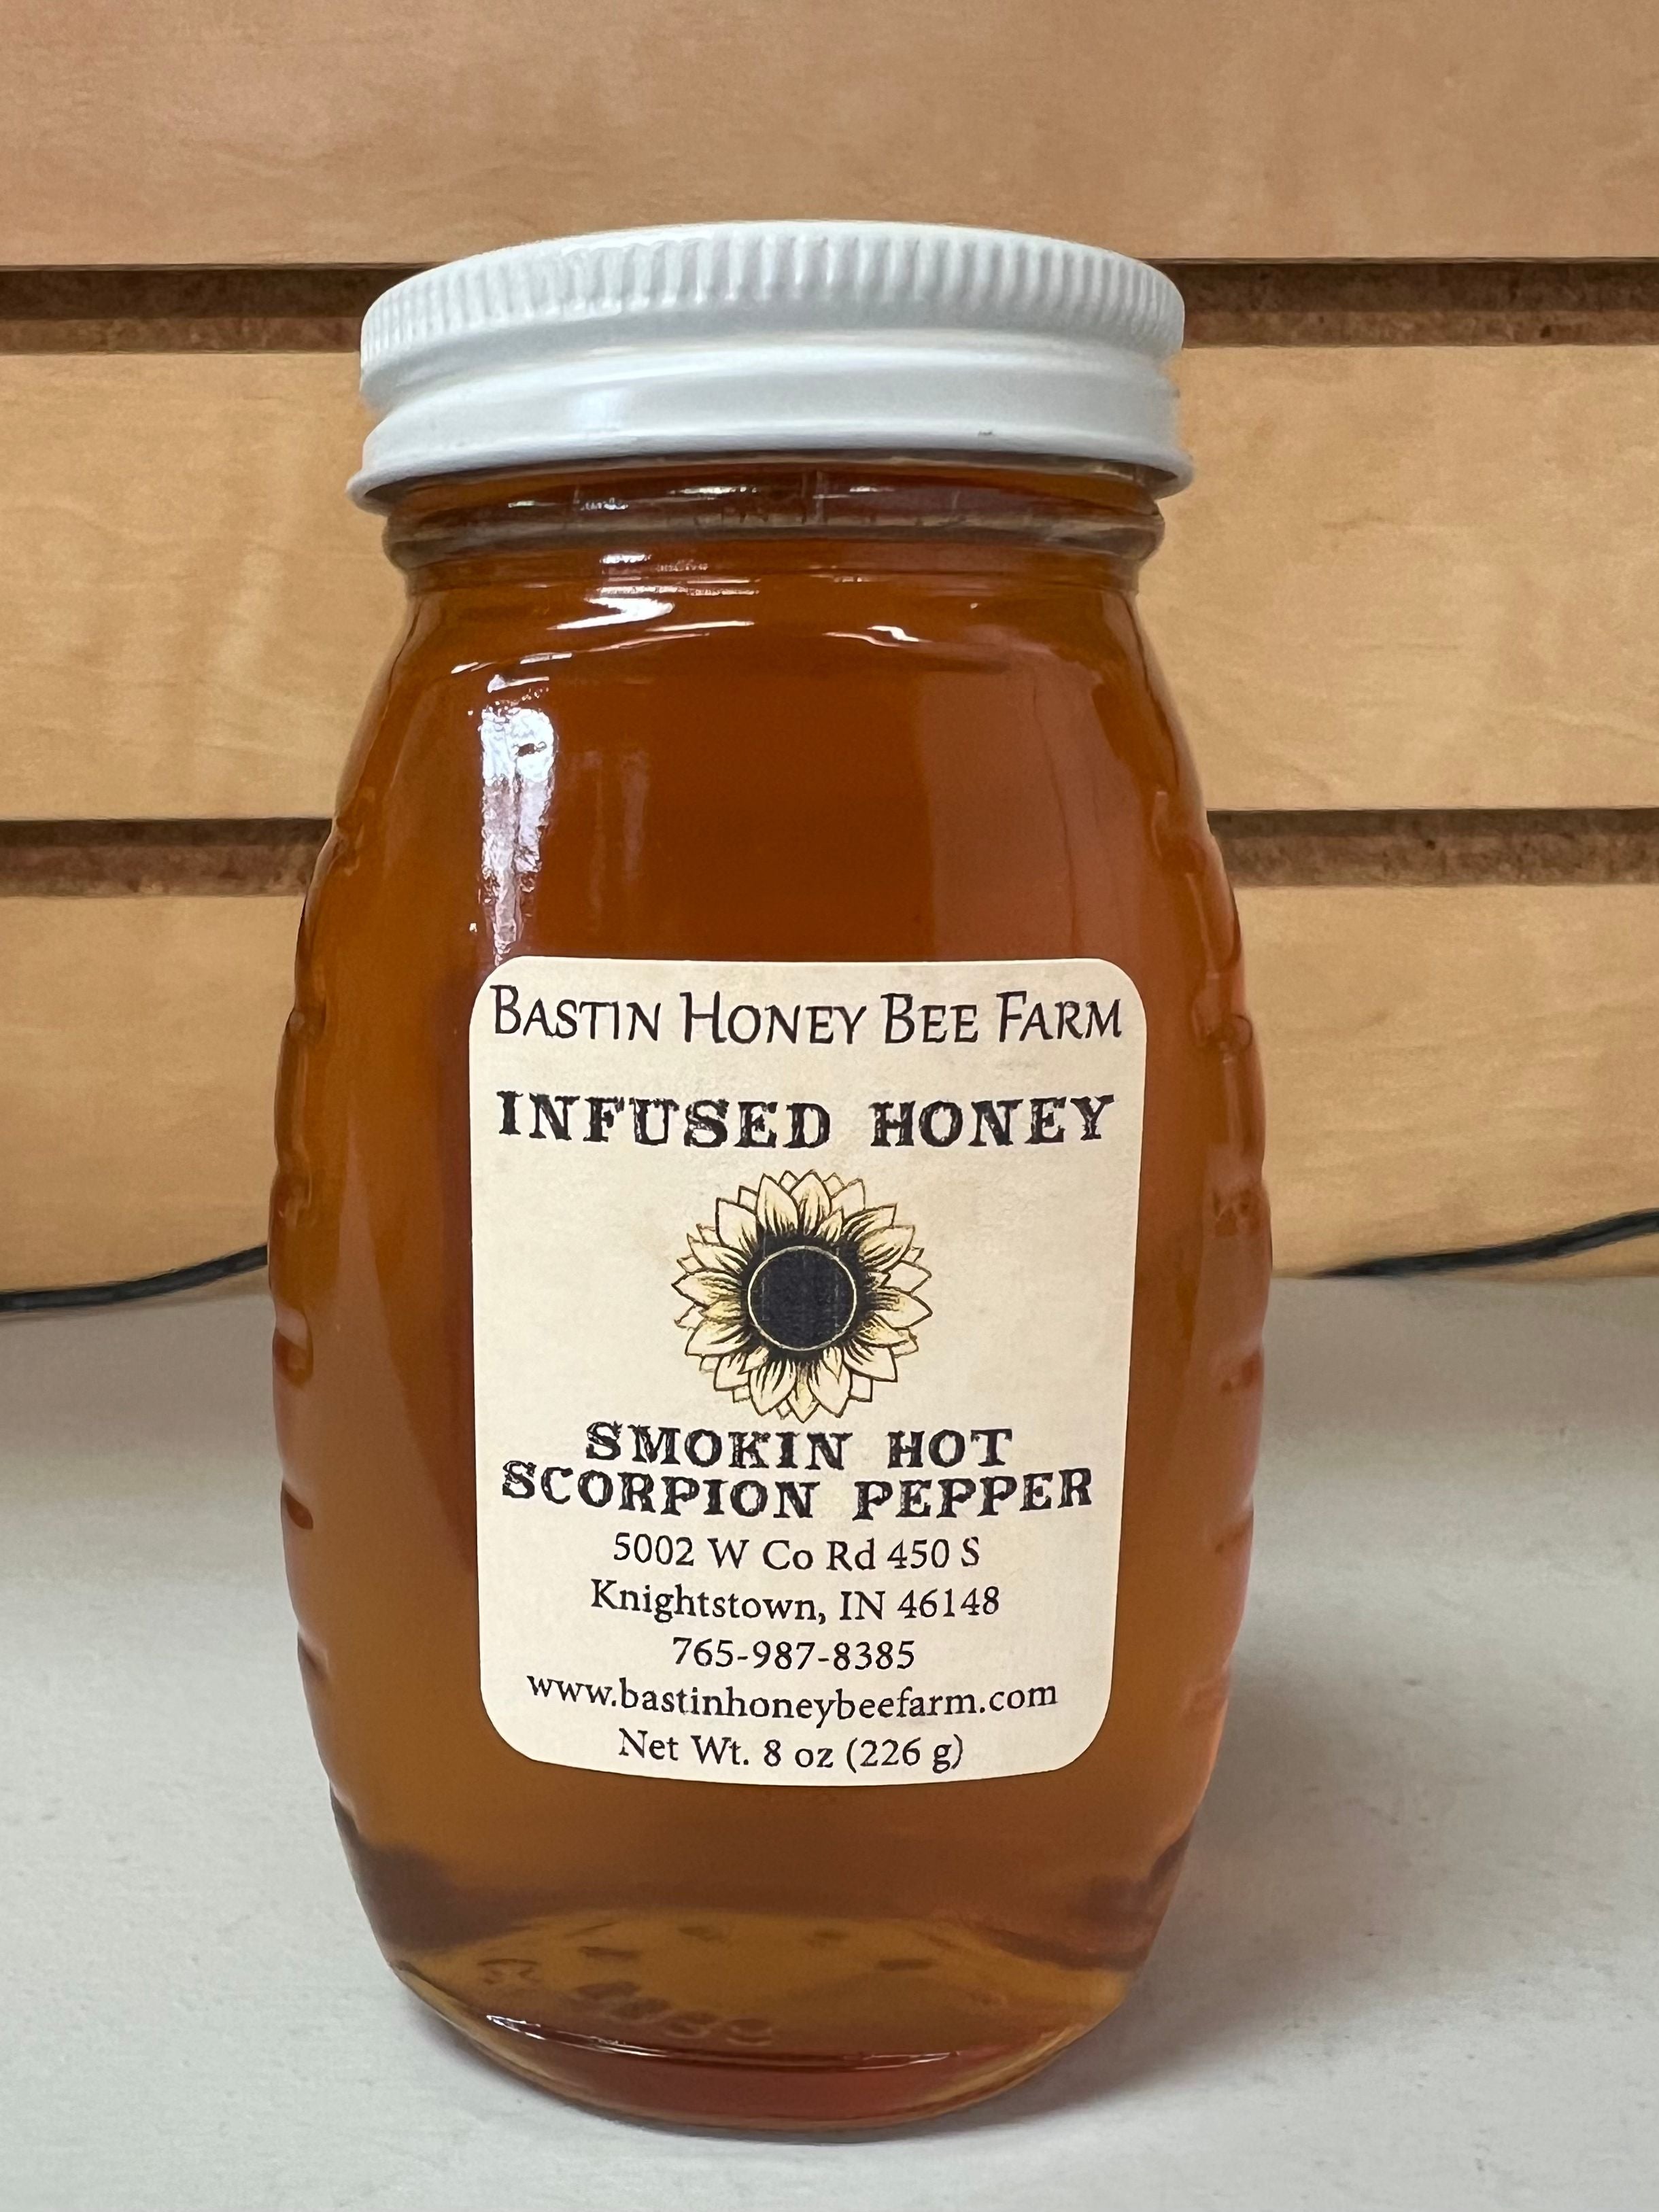 BASTIN HONEY BEE FARM
INFUSED HONEY
SMOKIN HOT
SCORPION PEPPER
5002 W Co Rd 450 S
Knightstown, IN 46148
765-987-8385
www.bastinhoneybeefarm.com
Net Wt. 8 oz (226 g)